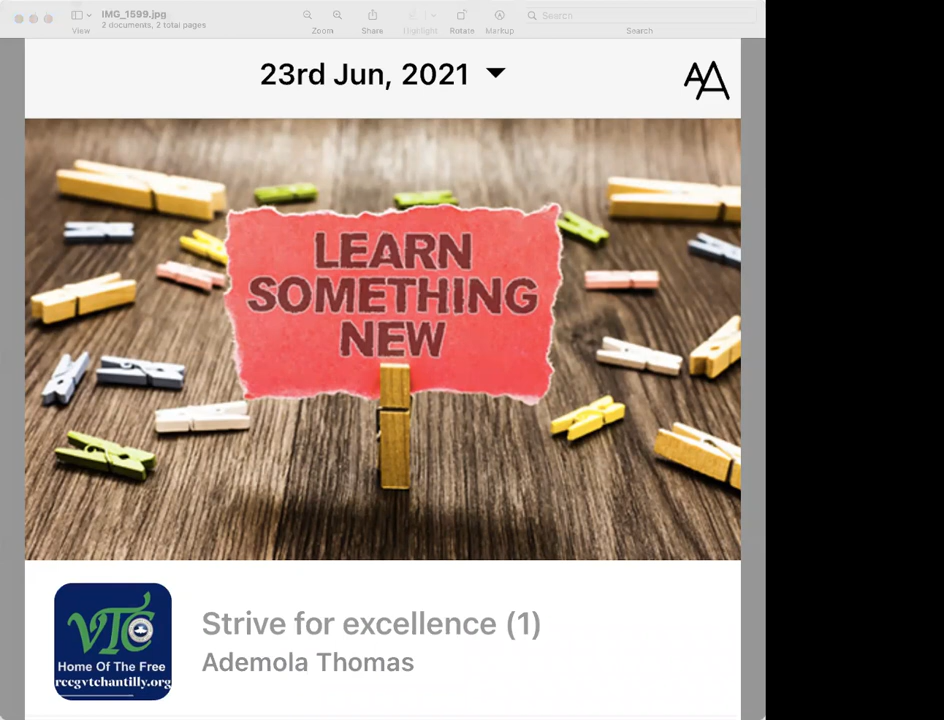 IMG_1599.jpg
2 documents, 2 total pages
View
Zoom
Share
Highlight
Rotate
Markup
Search
Search
23rd Jun, 2021
AA
LEARN
SOMETHING
NEW
VTC
Home Of The Free
rccgvtchantilly.org
Strive for excellence (1)
Ademola Thomas